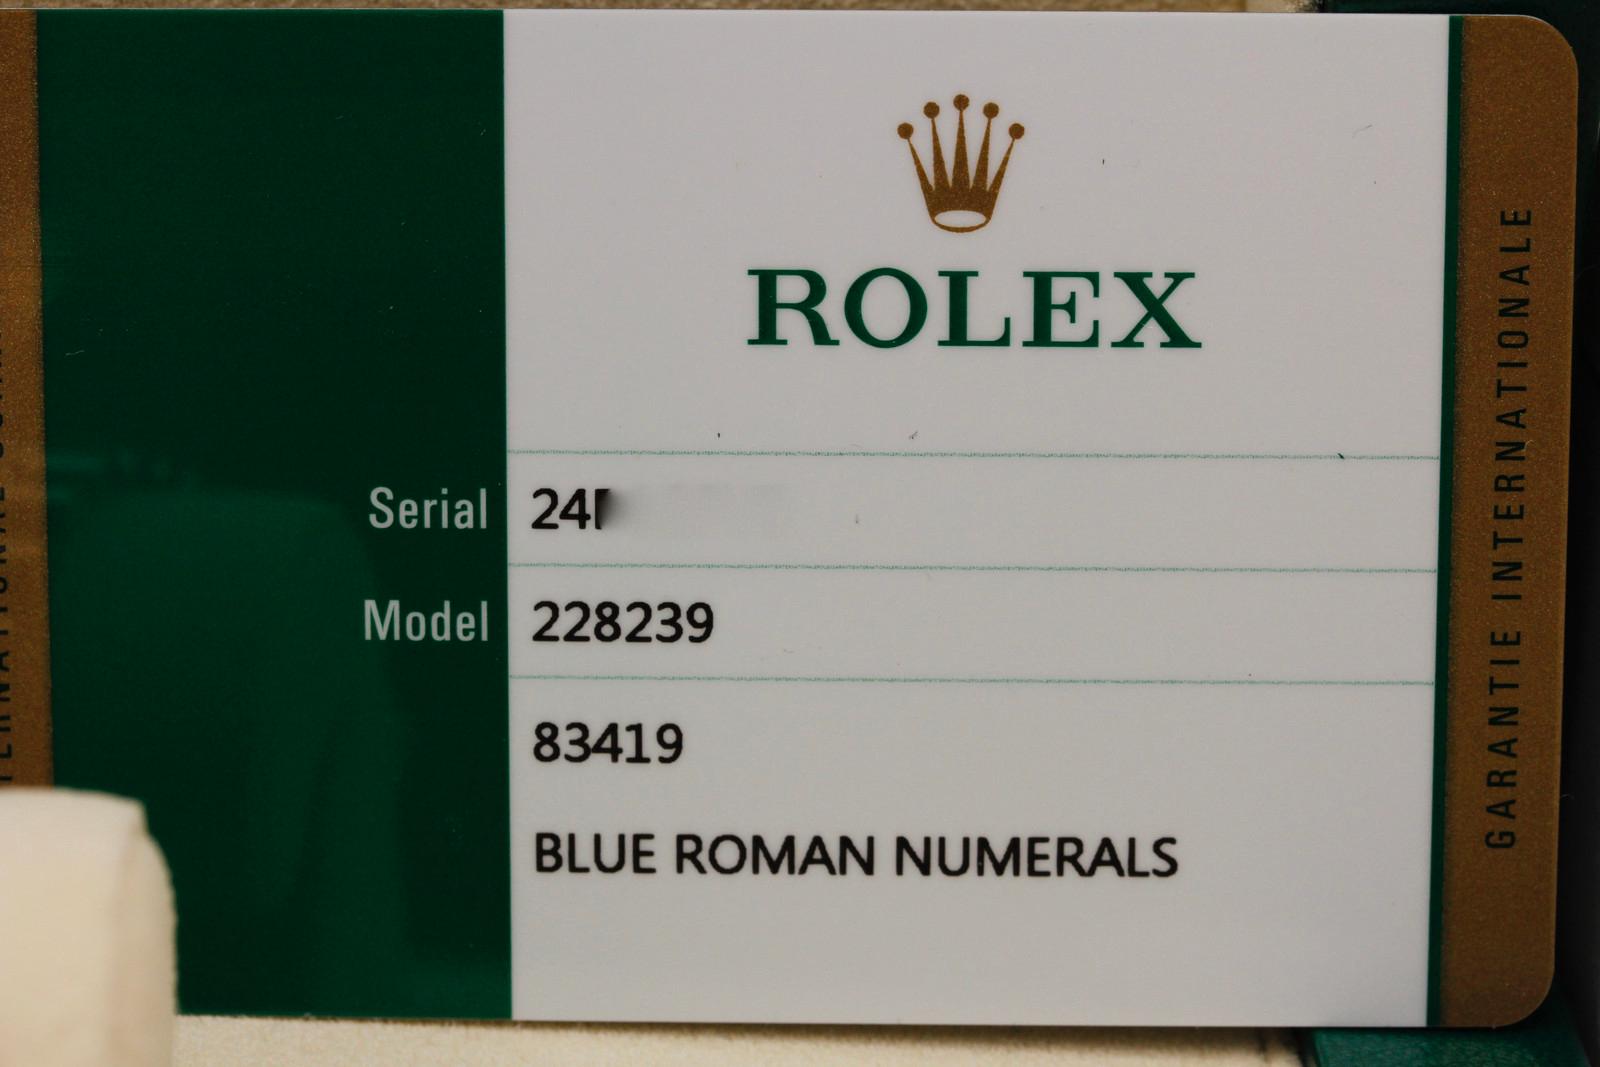 ROLEX
Serial 24
Model 228239
83419
BLUE ROMAN NUMERALS
GARANTIE INTERNATIONALE